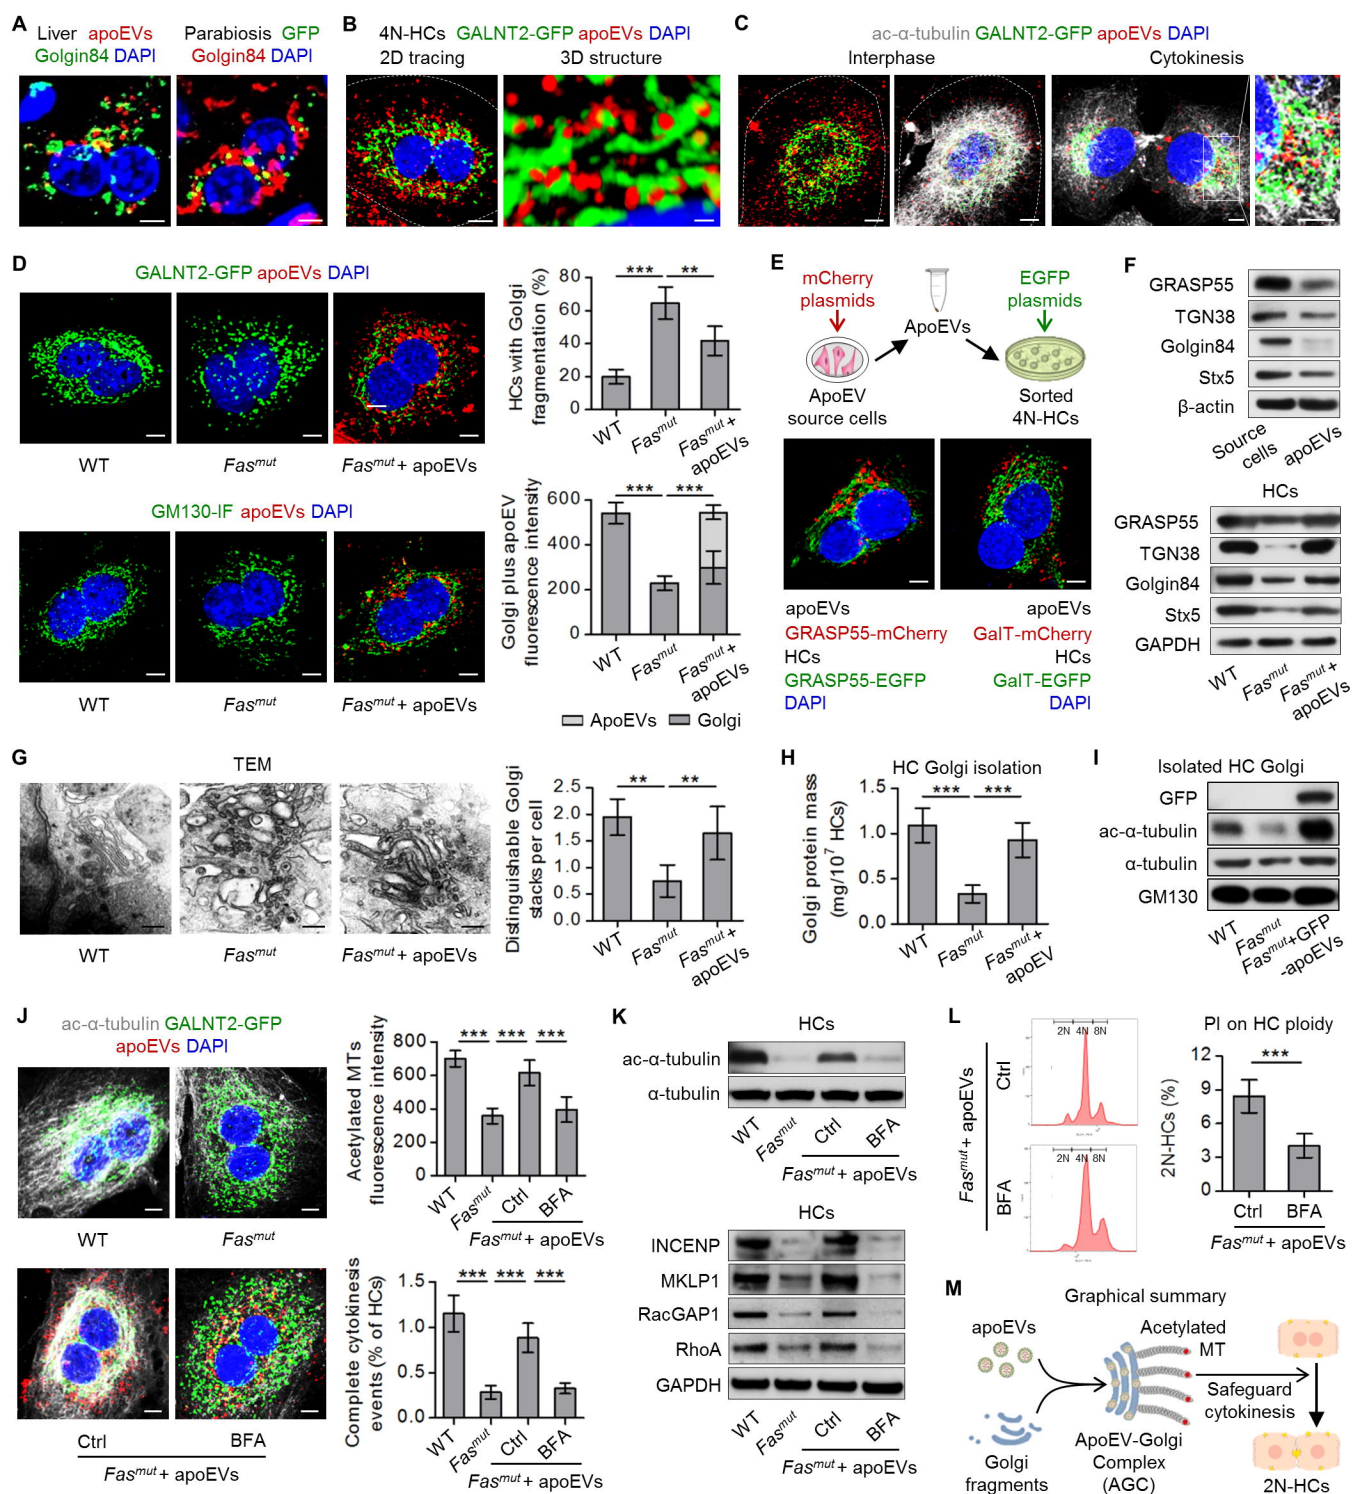 A
Liver apoEVs
Golgin84 DAPI
Parabiosis GFP
Golgin84 DAPI
B
4N-HCs GALNT2-GFP apoEVs DAPI
2D tracing
3D structure
C
ac-α-tubulin GALNT2-GFP apoEVs DAPI
Interphase
Cytokinesis
D
GALNT2-GFP apoEVs DAPI
WT
Fasmut
Fasmut + apoEVs
GM130-IF apoEVs DAPI
WT
Fasmut
Fasmut + apoEVs
HCs with Golgi
fragmentation (%)
80
60
40
20
0
*** **
WT
Fasmut
Fasmut +
apoEVs
Golgi plus apoEV
fluorescence intensity
600
400
200
0
*** ***
WT
Fasmut
Fasmut +
apoEVs
ApoEVs Golgi
E
mCherry
plasmids
ApoEVs
EGFP
plasmids
ApoEV
source cells
Sorted
4N-HCs
apoEVs
GRASP55-mCherry
HCs
GRASP55-EGFP
DAPI
apoEVs
GalT-mCherry
HCs
GalT-EGFP
DAPI
F
GRASP55
TGN38
Golgin84
Stx5
β-actin
Source
cells
apoEVs
HCs
GRASP55
TGN38
Golgin84
Stx5
GAPDH
WT
Fasmut
Fasmut +
apoEVs
G
TEM
WT
Fasmut
Fasmut + apoEVs
Distinguishable Golgi
stacks per cell
2.5
2.0
1.5
1.0
0.5
0.0
** **
WT
Fasmut
Fasmut +
apoEVs
H
HC Golgi isolation
Golgi protein mass
(mg/10⁷ HCs)
1.5
1.0
0.5
0.0
*** ***
WT
Fasmut
Fasmut +
apoEV
I
Isolated HC Golgi
GFP
ac-α-tubulin
α-tubulin
GM130
WT
Fasmut
Fasmut+GFP
-apoEVs
J
ac-α-tubulin GALNT2-GFP
apoEVs DAPI
WT
Fasmut
Ctrl
BFA
Fasmut + apoEVs
Acetylated MTs
fluorescence intensity
800
600
400
200
0
*** *** ***
WT
Fasmut
Ctrl
BFA
Fasmut + apoEVs
Complete cytokinesis
events (% of HCs)
1.5
1.0
0.5
0.0
*** *** ***
WT
Fasmut
Ctrl
BFA
Fasmut + apoEVs
K
HCs
ac-α-tubulin
α-tubulin
WT
Fasmut
Ctrl
BFA
Fasmut + apoEVs
HCs
INCENP
MKLP1
RacGAP1
RhoA
GAPDH
WT
Fasmut
Ctrl
BFA
Fasmut + apoEVs
L
Fasmut + apoEVs
Ctrl
2N 4N 8N
BFA
2N 4N 8N
PI on HC ploidy
2N-HCs (%)
12
9
6
3
0
***
Ctrl
BFA
Fasmut + apoEVs
M
Graphical summary
apoEVs
Golgi
fragments
Acetylated
MT
ApoEV-Golgi
Complex
(AGC)
Safeguard
cytokinesis
2N-HCs